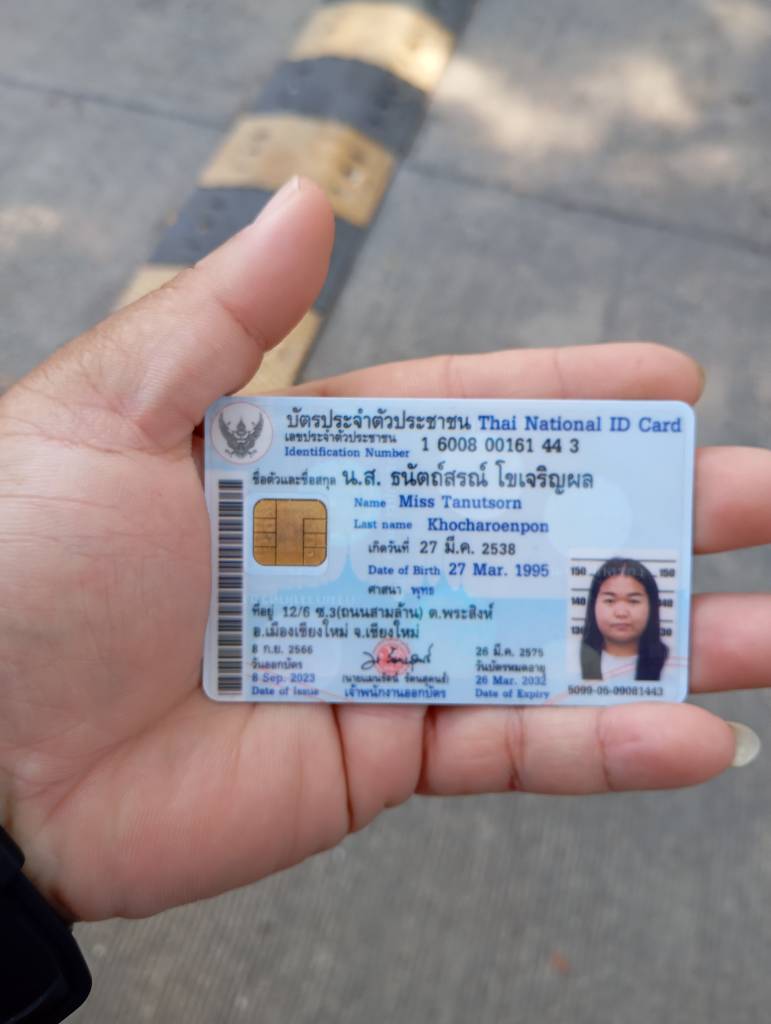 บัตรประจำตัวประชาชน Thai National ID Card
เลขประจำตัวประชาชน
Identification Number 1 6008 00161 44 3
ชื่อตัวและชื่อสกุล น.ส. ธนัตถ์สรณ์ โขเจริญผล
Name Miss Tanutsorn
Last name Khocharoenpon
เกิดวันที่ 27 มี.ค. 2538
Date of Birth 27 Mar. 1995
ศาสนา พุทธ
ที่อยู่ 12/6 ซ.3(ถนนสามล้าน) ต.พระสิงห์
อ.เมืองเชียงใหม่ จ.เชียงใหม่
8 ก.ย. 2566
วันออกบัตร
8 Sep. 2023
Date of Issue
เจ้าพนักงานออกบัตร
26 มี.ค. 2575
วันบัตรหมดอายุ
26 Mar. 2032
Date of Expiry
150 150
140 140
5099-05-09081443